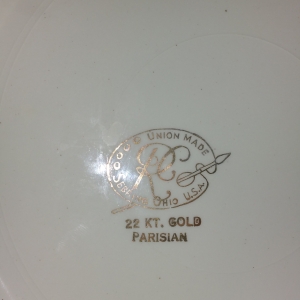 UNION MADE
OHIO U.S.A.
22 KT. GOLD
PARISIAN